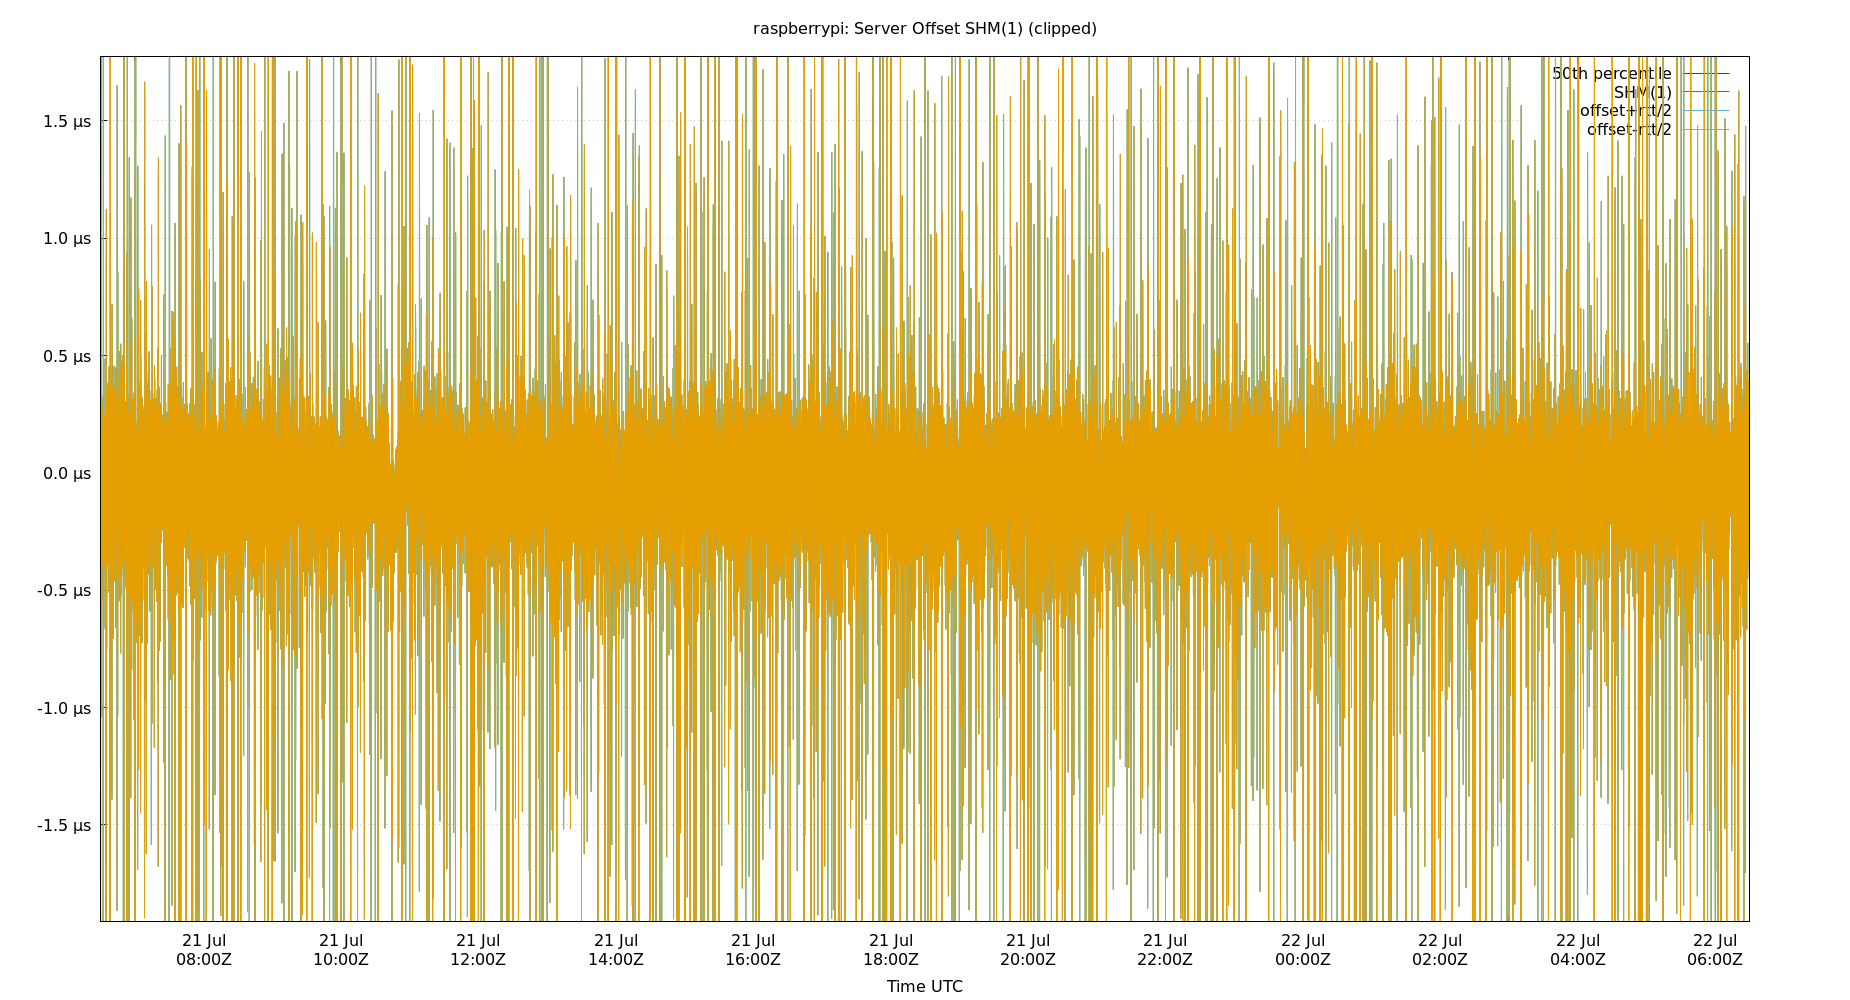 raspberrypi: Server Offset SHM(1) (clipped)
50th percentile
SHM(1)
offset+rtt/2
offset-rtt/2
1.5 µs
1.0 µs
0.5 µs
0.0 µs
-0.5 µs
-1.0 µs
-1.5 µs
21 Jul 21 Jul 21 Jul 21 Jul 21 Jul 21 Jul 21 Jul 21 Jul 22 Jul 22 Jul 22 Jul 22 Jul
08:00Z 10:00Z 12:00Z 14:00Z 16:00Z 18:00Z 20:00Z 22:00Z 00:00Z 02:00Z 04:00Z 06:00Z
Time UTC